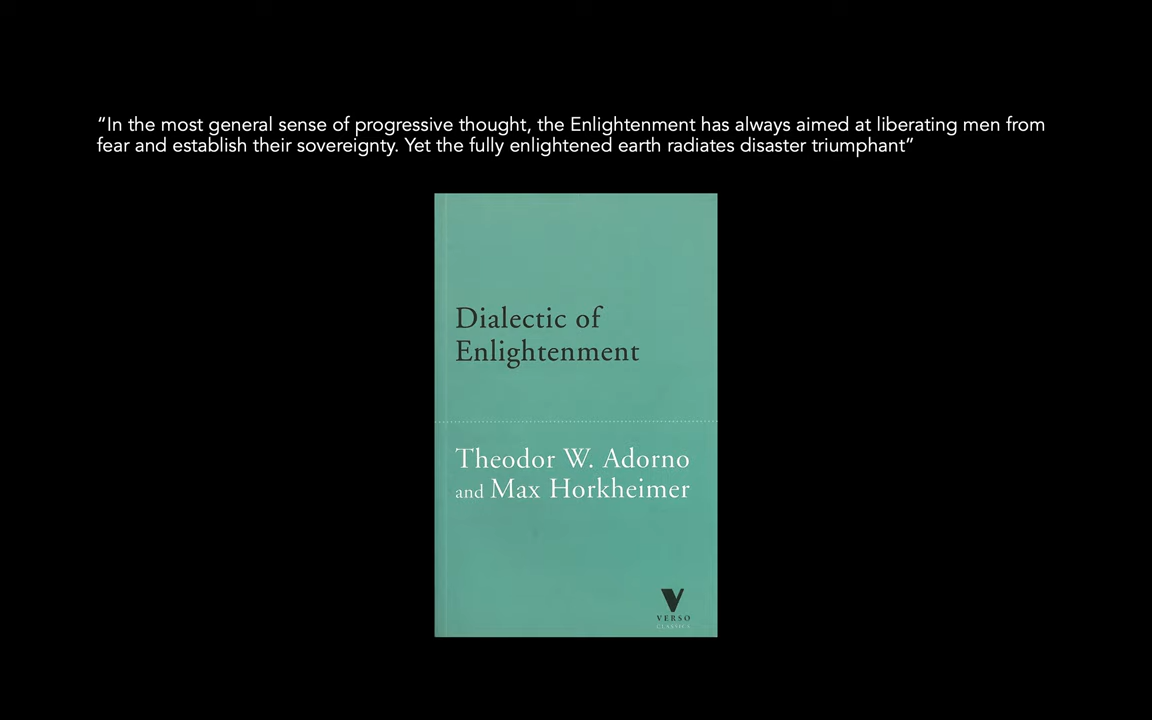 “In the most general sense of progressive thought, the Enlightenment has always aimed at liberating men from
fear and establish their sovereignty. Yet the fully enlightened earth radiates disaster triumphant”
Dialectic of
Enlightenment
Theodor W. Adorno
and Max Horkheimer
V
VERSO
CLASSICS